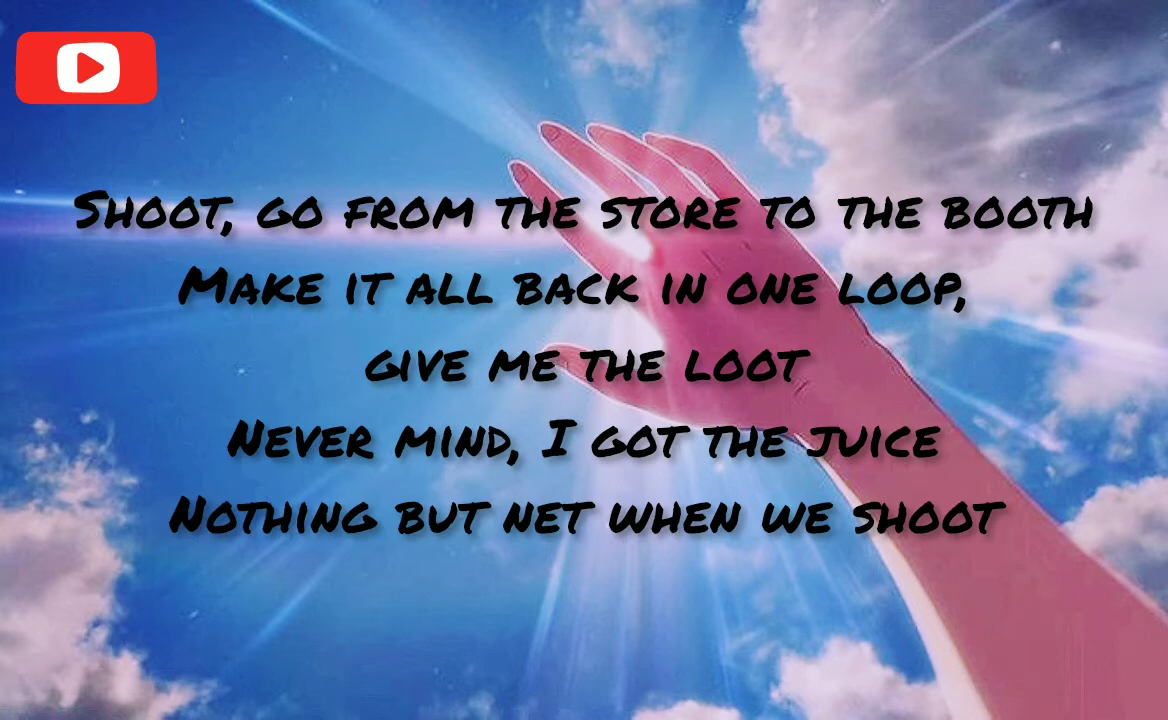 Shoot, go from the store to the booth
Make it all back in one loop,
give me the loot
Never mind, I got the juice
Nothing but net when we shoot